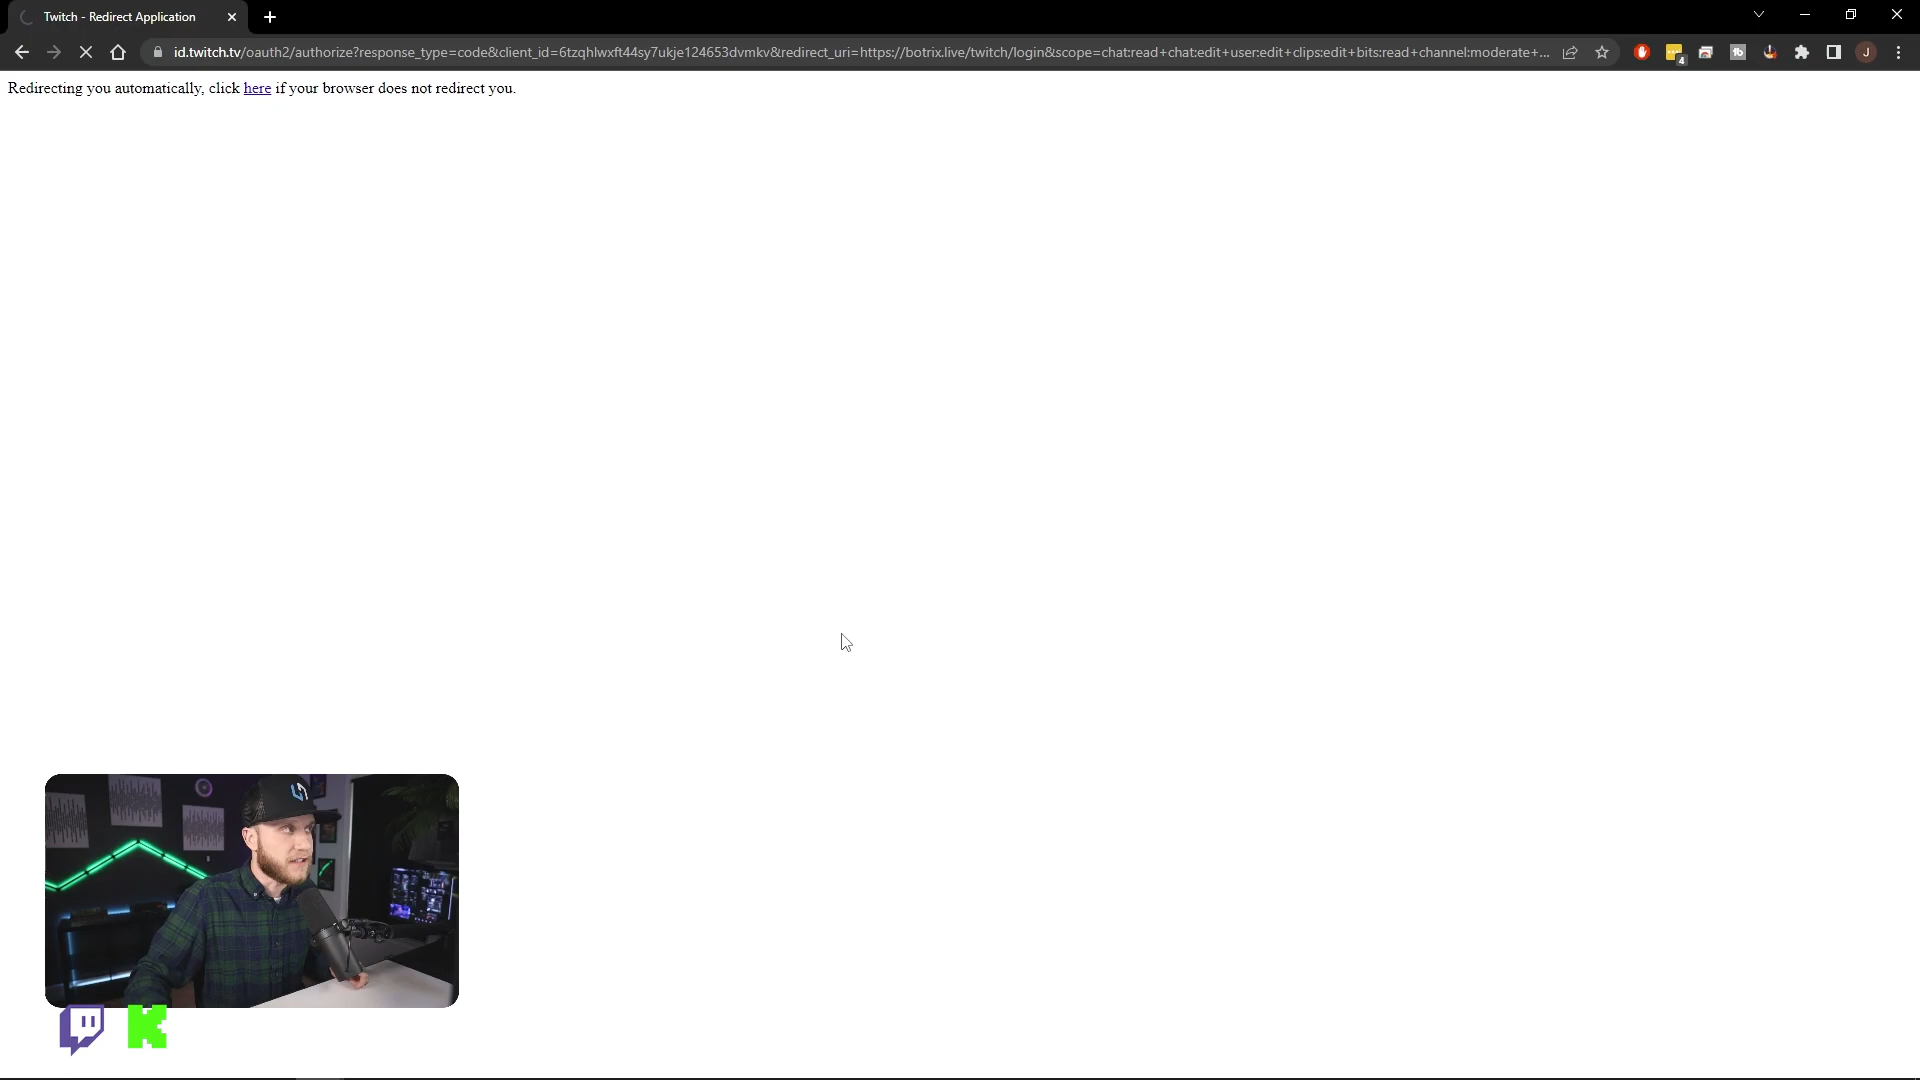 Twitch - Redirect Application
id.twitch.tv/oauth2/authorize?response_type=code&client_id=6tzqhlwxft44sy7ukje124653dvmkv&redirect_uri=https://botrix.live/twitch/login&scope=chat:read+chat:edit+user:edit+clips:edit+bits:read+channel:moderate+...
4
fb
J
Redirecting you automatically, click here if your browser does not redirect you.